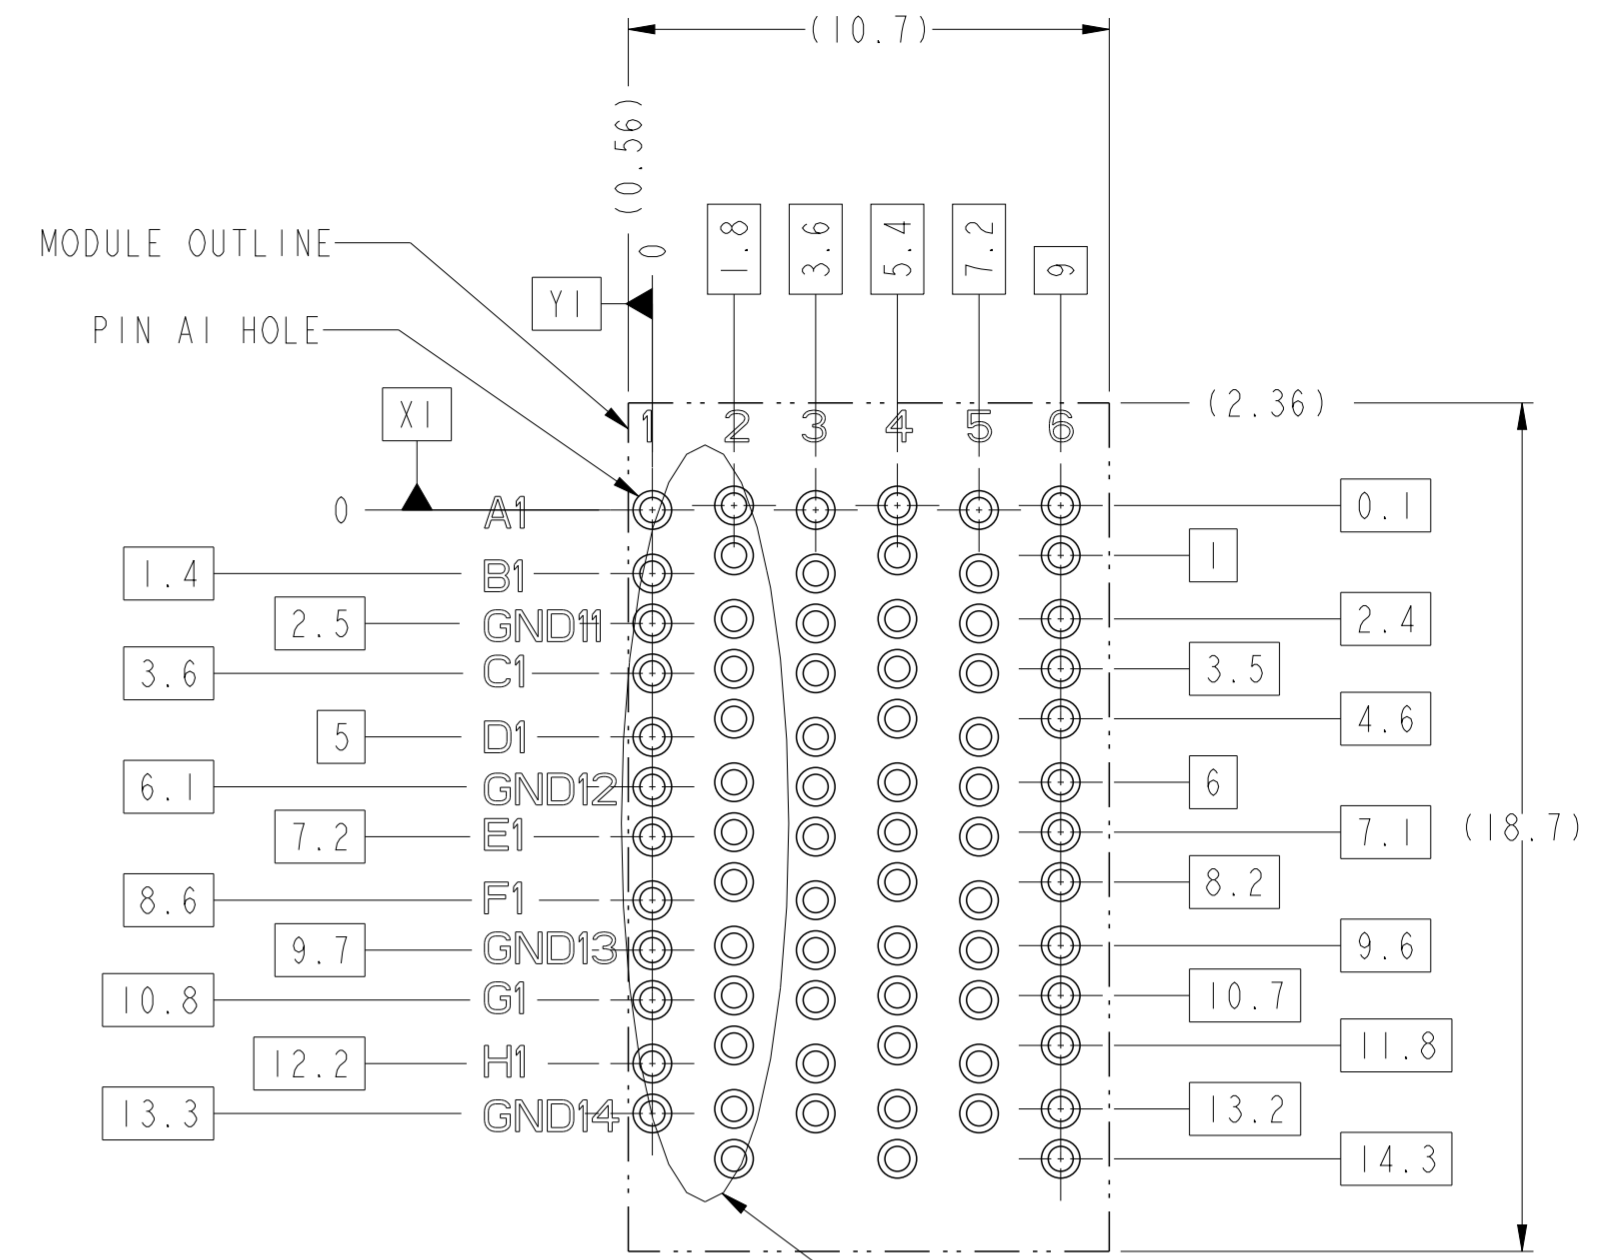 (10.7)
(0.56)
MODULE OUTLINE
0
1.8
3.6
5.4
7.2
9
Y1
PIN A1 HOLE
X1
(2.36)
1 2 3 4 5 6
0 A1 0.1
1
1.4 B1
2.5 GND11 2.4
3.6 C1 3.5
4.6
5 D1
6.1 GND12 6
7.2 E1 7.1
(18.7)
8.2
8.6 F1
9.7 GND13 9.6
10.8 G1 10.7
11.8
12.2 H1
13.3 GND14 13.2
14.3